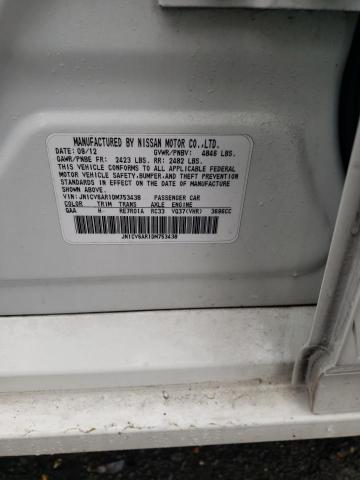 MANUFACTURED BY NISSAN MOTOR CO.,LTD.
DATE: 08/12 GVWR/PNBV: 4846 LBS.
GAWR/PNBE FR: 2423 LBS. RR: 2482 LBS.
THIS VEHICLE CONFORMS TO ALL APPLICABLE FEDERAL
MOTOR VEHICLE SAFETY,BUMPER,AND THEFT PREVENTION
STANDARDS IN EFFECT ON THE DATE OF MANUFACTURE
SHOWN ABOVE.
VIN: JN1CV6AR1DM753438 PASSENGER CAR
COLOR TRIM TRANS AXLE ENGINE
QAA H- RE7R01A RC33 VQ37(VHR) 3696CC
JN1CV6AR1DM753438